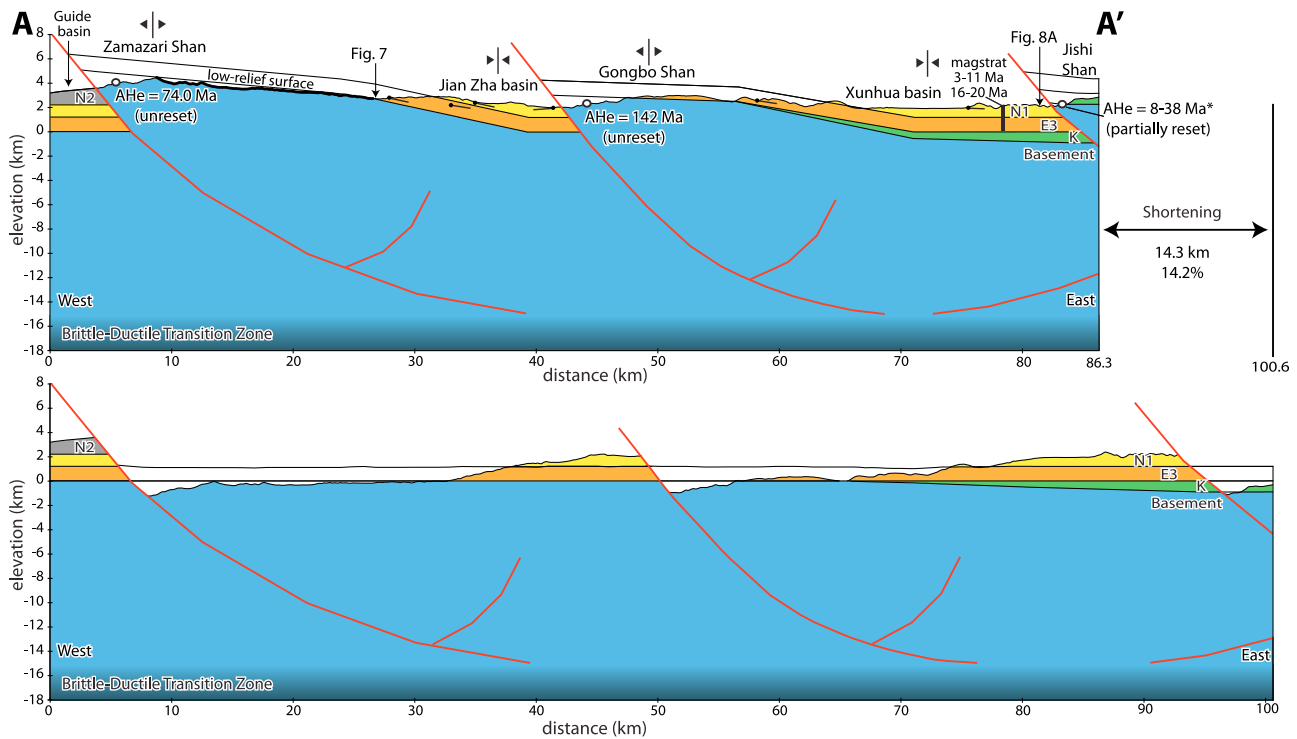 A
A'
Guide
basin
Zamazari Shan
Fig. 7
Jian Zha basin
Gongbo Shan
Xunhua basin
magstrat
3-11 Ma
16-20 Ma
Fig. 8A
Jishi
Shan
low-relief surface
N2
AHe = 74.0 Ma
(unreset)
AHe = 142 Ma
(unreset)
N1
E3
K
Basement
AHe = 8-38 Ma*
(partially reset)
Shortening
14.3 km
14.2%
West
East
Brittle-Ductile Transition Zone
elevation (km)
8
6
4
2
0
-2
-4
-6
-8
-10
-12
-14
-16
-18
0
10
20
30
40
50
60
70
80
86.3
100.6
distance (km)
N2
N1
E3
K
Basement
West
East
Brittle-Ductile Transition Zone
elevation (km)
8
6
4
2
0
-2
-4
-6
-8
-10
-12
-14
-16
-18
0
10
20
30
40
50
60
70
80
90
100
distance (km)